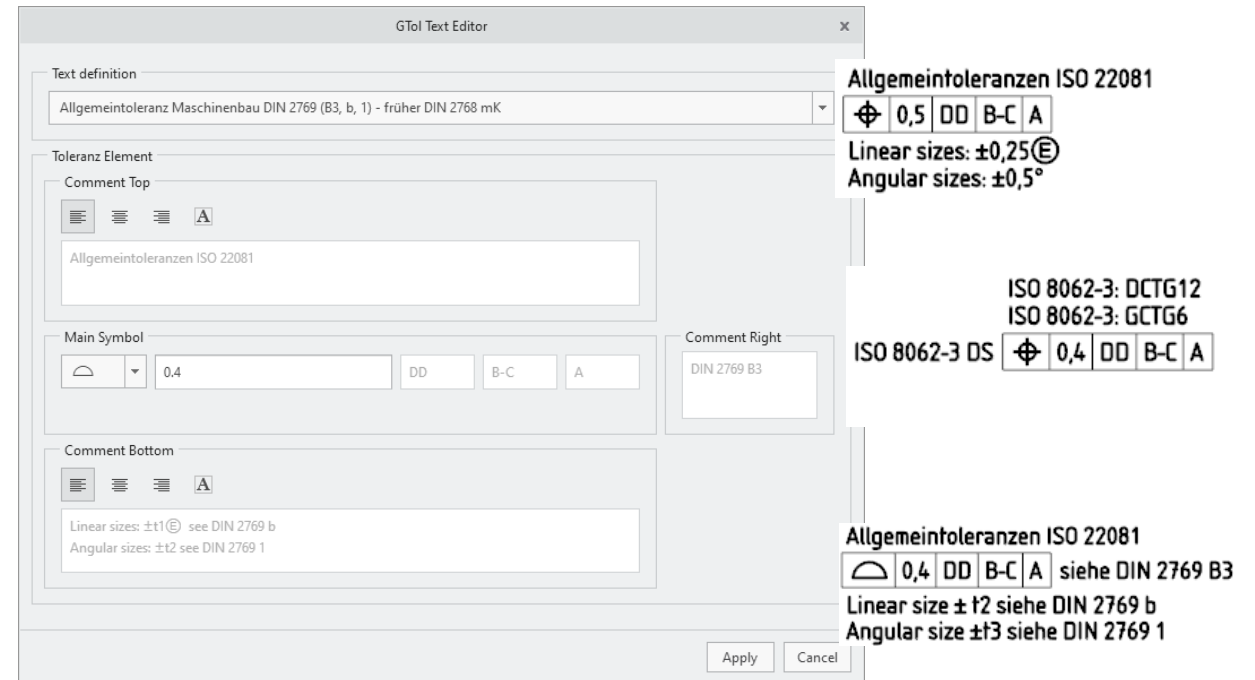 GTol Text Editor
x
Text definition
Allgemeintoleranz Maschinenbau DIN 2769 (B3, b, 1) - früher DIN 2768 mK
Toleranz Element
Comment Top
A
Allgemeintoleranzen ISO 22081
Main Symbol
0.4
DD
B-C
A
Comment Right
DIN 2769 B3
Comment Bottom
A
Linear sizes: ±t1Ⓔ see DIN 2769 b
Angular sizes: ±t2 see DIN 2769 1
Apply
Cancel
Allgemeintoleranzen ISO 22081
⌖ 0,5 DD B-C A
Linear sizes: ±0,25Ⓔ
Angular sizes: ±0,5°
ISO 8062-3: DCTG12
ISO 8062-3: GCTG6
ISO 8062-3 DS ⌖ 0,4 DD B-C A
Allgemeintoleranzen ISO 22081
⌓ 0,4 DD B-C A siehe DIN 2769 B3
Linear size ± t2 siehe DIN 2769 b
Angular size ±t3 siehe DIN 2769 1